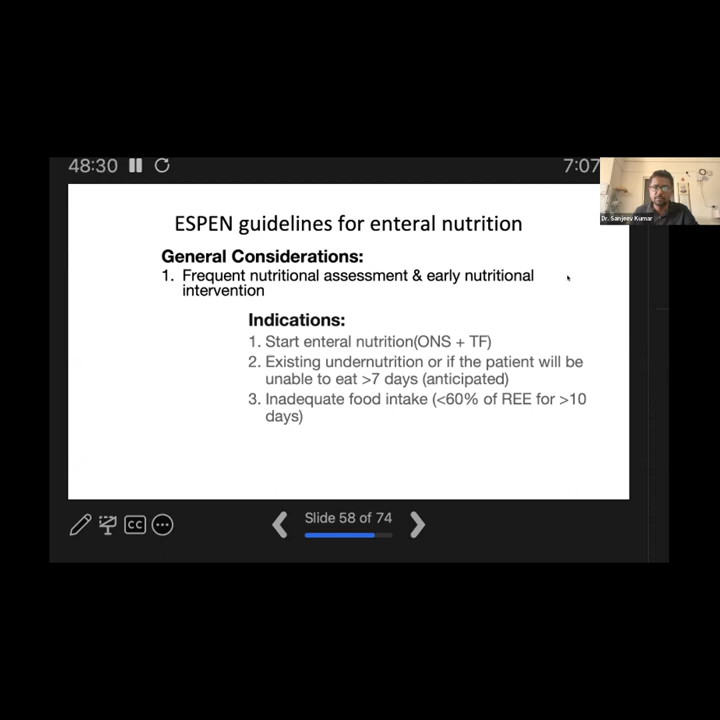 48:30
7:07
Dr. Sanjeev Kumar
ESPEN guidelines for enteral nutrition
General Considerations:
1. Frequent nutritional assessment & early nutritional
intervention
Indications:
1. Start enteral nutrition(ONS + TF)
2. Existing undernutrition or if the patient will be
unable to eat >7 days (anticipated)
3. Inadequate food intake (<60% of REE for >10
days)
CC
Slide 58 of 74